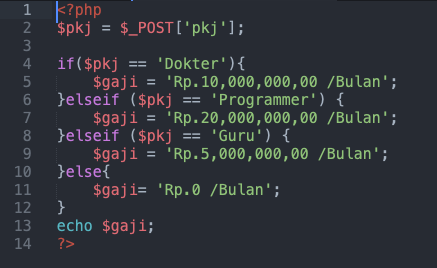 1 <?php
2 $pkj = $_POST['pkj'];
3
4 if($pkj == 'Dokter'){
5 $gaji = 'Rp.10,000,000,00 /Bulan';
6 }elseif ($pkj == 'Programmer') {
7 $gaji = 'Rp.20,000,000,00 /Bulan';
8 }elseif ($pkj == 'Guru') {
9 $gaji = 'Rp.5,000,000,00 /Bulan';
10 }else{
11 $gaji= 'Rp.0 /Bulan';
12 }
13 echo $gaji;
14 ?>